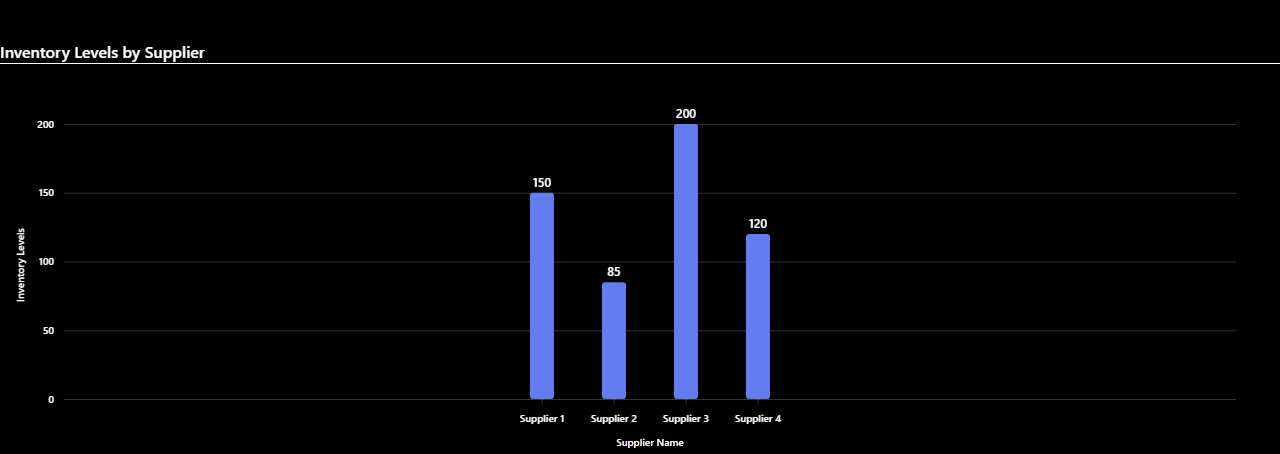 Inventory Levels by Supplier
200
150
100
50
0
Inventory Levels
150
85
200
120
Supplier 1
Supplier 2
Supplier 3
Supplier 4
Supplier Name